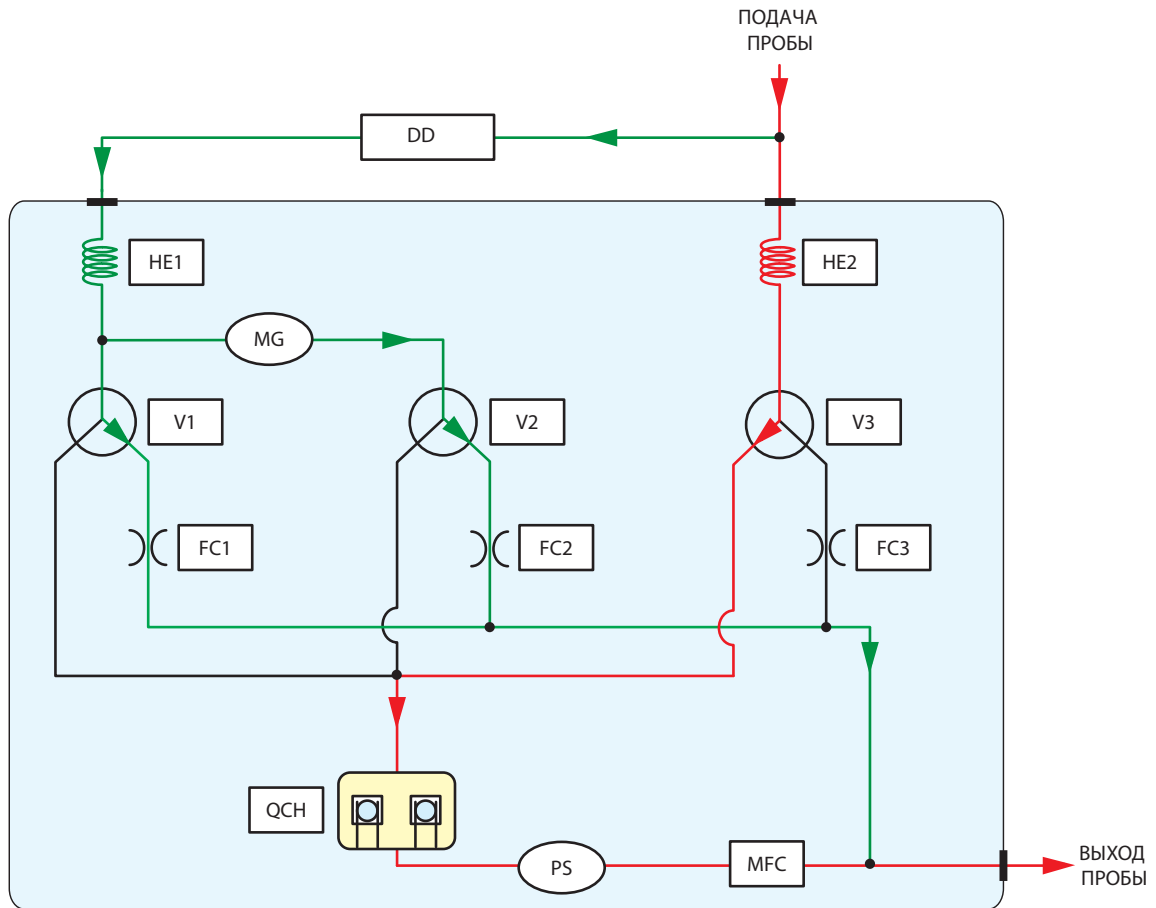 ПОДАЧА
ПРОБЫ
DD
HE1
HE2
MG
V1
V2
V3
FC1
FC2
FC3
QCH
PS
MFC
ВЫХОД
ПРОБЫ